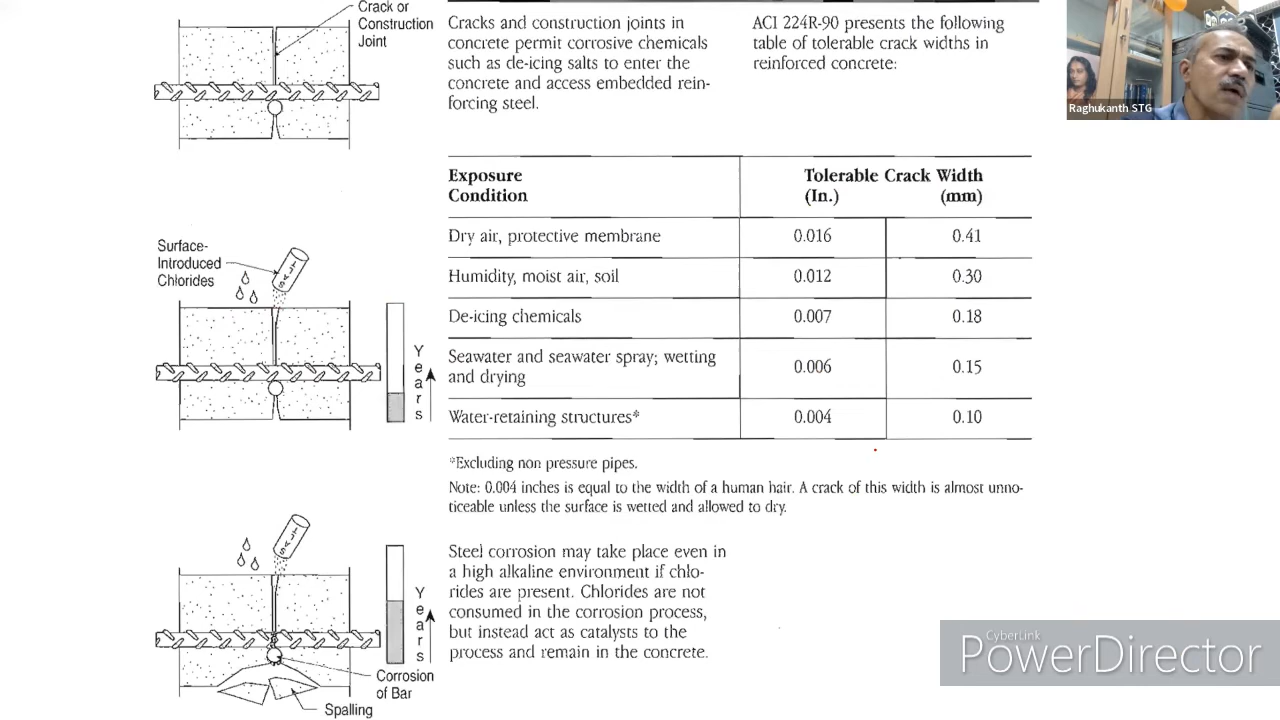 Crack or
Construction
Joint
Cracks and construction joints in
concrete permit corrosive chemicals
such as de-icing salts to enter the
concrete and access embedded rein-
forcing steel.
ACI 224R-90 presents the following
table of tolerable crack widths in
reinforced concrete:
Raghukanth STG
Exposure
Condition
Tolerable Crack Width
(In.) (mm)
Dry air, protective membrane 0.016 0.41
Humidity, moist air, soil 0.012 0.30
De-icing chemicals 0.007 0.18
Seawater and seawater spray; wetting
and drying 0.006 0.15
Water-retaining structures* 0.004 0.10
*Excluding non pressure pipes.
Note: 0.004 inches is equal to the width of a human hair. A crack of this width is almost unno-
ticeable unless the surface is wetted and allowed to dry.
Surface-
Introduced
Chlorides
SALT
Years
SALT
Years
Corrosion
of Bar
Spalling
Steel corrosion may take place even in
a high alkaline environment if chlo-
rides are present. Chlorides are not
consumed in the corrosion process,
but instead act as catalysts to the
process and remain in the concrete.
CyberLink
PowerDirector